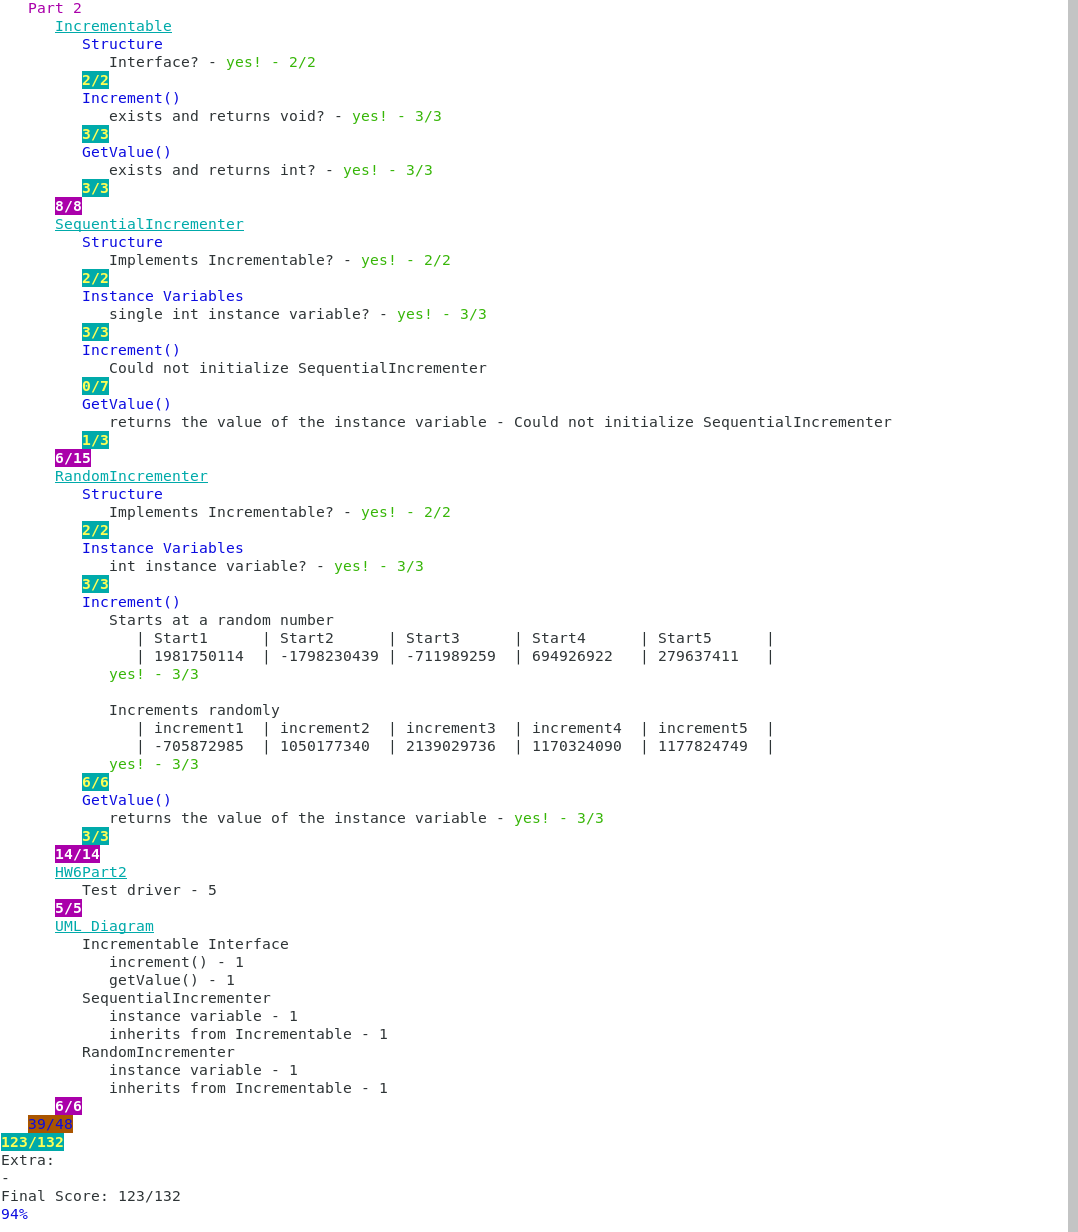 Part 2
Incrementable
Structure
Interface? - yes! - 2/2
2/2
Increment()
exists and returns void? - yes! - 3/3
3/3
GetValue()
exists and returns int? - yes! - 3/3
3/3
8/8
SequentialIncrementer
Structure
Implements Incrementable? - yes! - 2/2
2/2
Instance Variables
single int instance variable? - yes! - 3/3
3/3
Increment()
Could not initialize SequentialIncrementer
0/7
GetValue()
returns the value of the instance variable - Could not initialize SequentialIncrementer
1/3
6/15
RandomIncrementer
Structure
Implements Incrementable? - yes! - 2/2
2/2
Instance Variables
int instance variable? - yes! - 3/3
3/3
Increment()
Starts at a random number
| Start1 | Start2 | Start3 | Start4 | Start5 |
| 1981750114 | -1798230439 | -711989259 | 694926922 | 279637411 |
yes! - 3/3
Increments randomly
| increment1 | increment2 | increment3 | increment4 | increment5 |
| -705872985 | 1050177340 | 2139029736 | 1170324090 | 1177824749 |
yes! - 3/3
6/6
GetValue()
returns the value of the instance variable - yes! - 3/3
3/3
14/14
HW6Part2
Test driver - 5
5/5
UML Diagram
Incrementable Interface
increment() - 1
getValue() - 1
SequentialIncrementer
instance variable - 1
inherits from Incrementable - 1
RandomIncrementer
instance variable - 1
inherits from Incrementable - 1
6/6
39/48
123/132
Extra:
-
Final Score: 123/132
94%